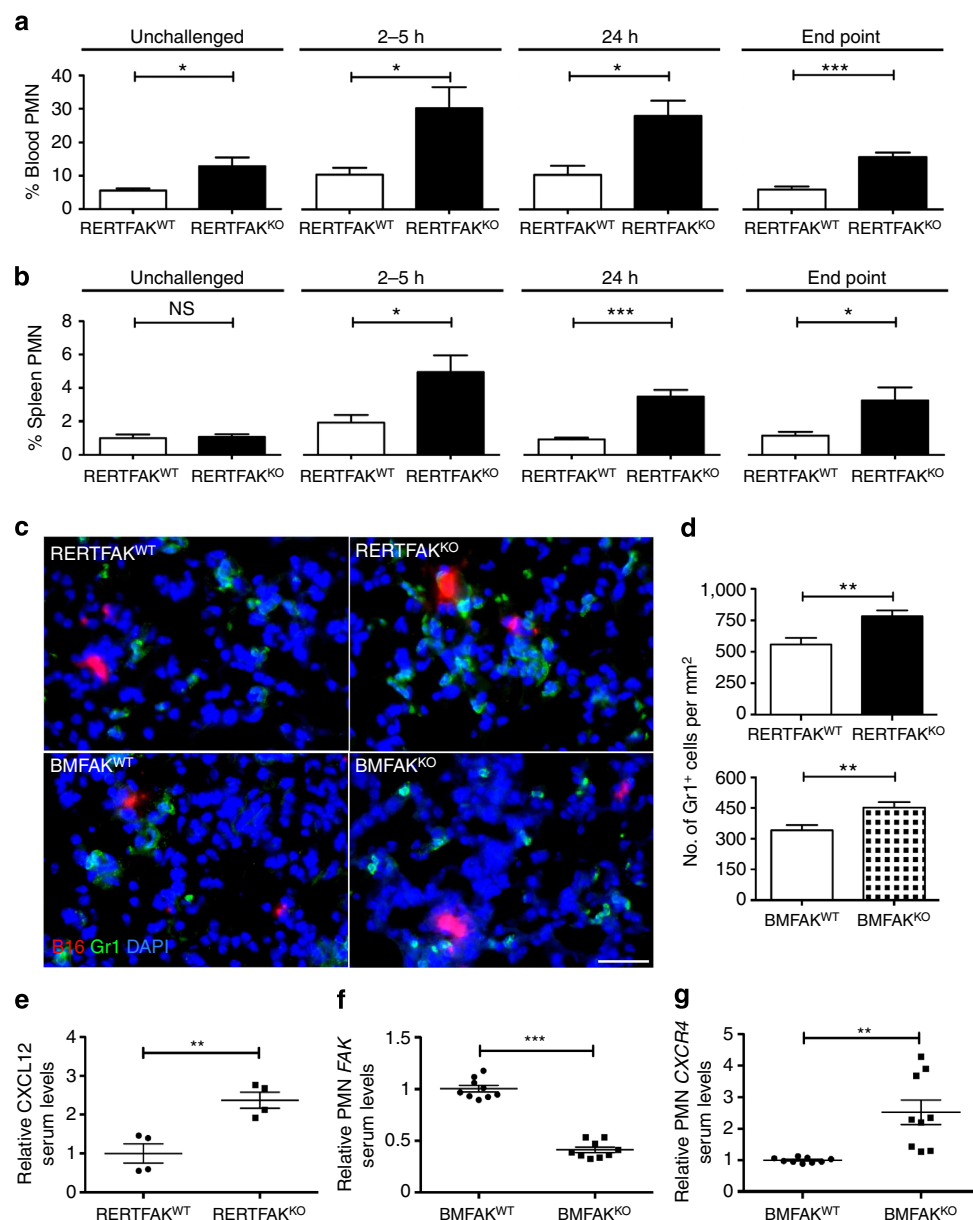 a
Unchallenged 2–5 h 24 h End point
* * * ***
% Blood PMN
40
30
20
10
0
RERTFAK^WT RERTFAK^KO RERTFAK^WT RERTFAK^KO RERTFAK^WT RERTFAK^KO RERTFAK^WT RERTFAK^KO
b
Unchallenged 2–5 h 24 h End point
NS * *** *
% Spleen PMN
8
6
4
2
0
RERTFAK^WT RERTFAK^KO RERTFAK^WT RERTFAK^KO RERTFAK^WT RERTFAK^KO RERTFAK^WT RERTFAK^KO
c
RERTFAK^WT RERTFAK^KO
BMFAK^WT BMFAK^KO
B16 Gr1 DAPI
d
No. of Gr1⁺ cells per mm²
1,000
750
500
250
0
**
RERTFAK^WT RERTFAK^KO
600
450
300
150
0
**
BMFAK^WT BMFAK^KO
e
Relative CXCL12
serum levels
4
3
2
1
0
**
RERTFAK^WT RERTFAK^KO
f
Relative PMN FAK
serum levels
1.5
1
0.5
0
***
BMFAK^WT BMFAK^KO
g
Relative PMN CXCR4
serum levels
5
4
3
2
1
0
**
BMFAK^WT BMFAK^KO